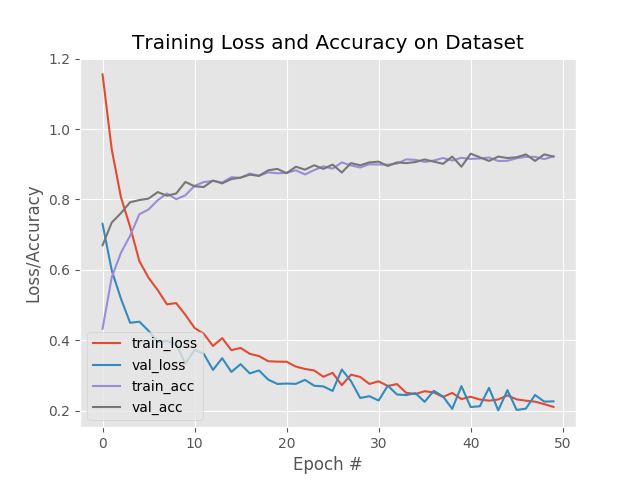 Training Loss and Accuracy on Dataset
Loss/Accuracy
1.2
1.0
0.8
0.6
0.4
0.2
train_loss
val_loss
train_acc
val_acc
0
10
20
30
40
50
Epoch #